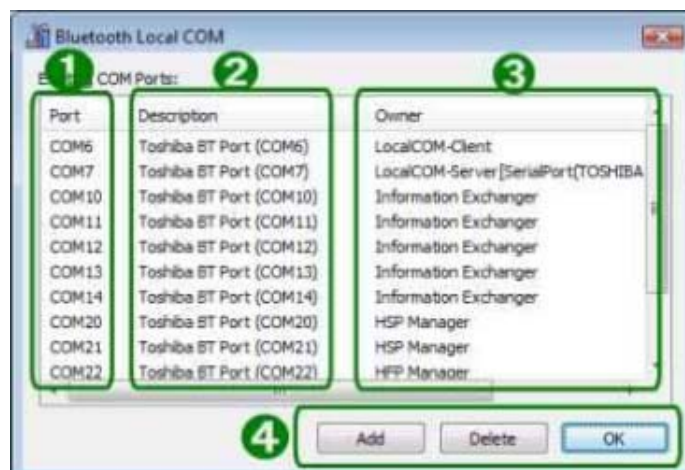 Bluetooth Local COM
COM Ports:
1 2 3
Port Description Owner
COM6 Toshiba BT Port (COM6) LocalCOM-Client
COM7 Toshiba BT Port (COM7) LocalCOM-Server[SerialPort(TOSHIBA
COM10 Toshiba BT Port (COM10) Information Exchanger
COM11 Toshiba BT Port (COM11) Information Exchanger
COM12 Toshiba BT Port (COM12) Information Exchanger
COM13 Toshiba BT Port (COM13) Information Exchanger
COM14 Toshiba BT Port (COM14) Information Exchanger
COM20 Toshiba BT Port (COM20) HSP Manager
COM21 Toshiba BT Port (COM21) HSP Manager
COM22 Toshiba BT Port (COM22) HFP Manager
4 Add Delete OK